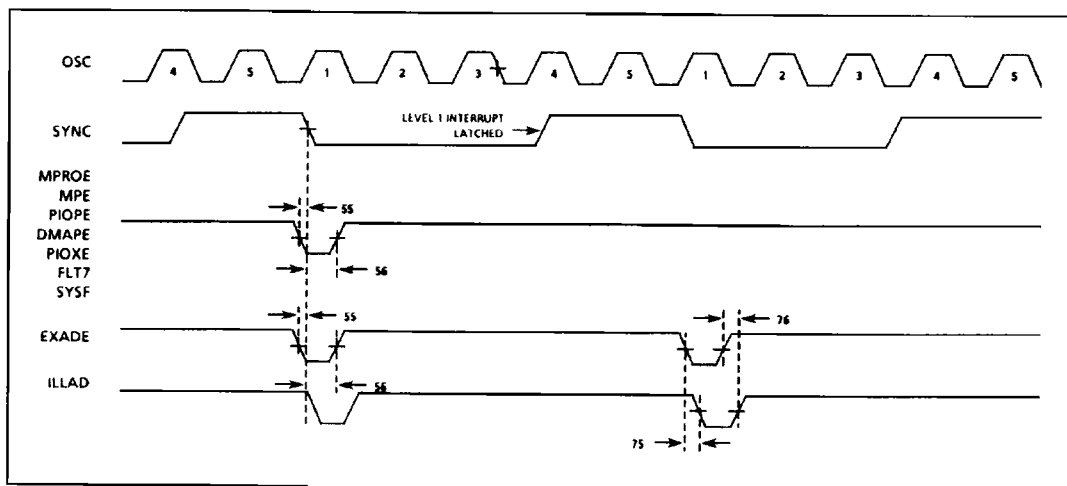 OSC 4 5 1 2 3 4 5 1 2 3 4 5
SYNC
LEVEL 1 INTERRUPT
LATCHED
MPROE
MPE
PIOPE
DMAPE
PIOXE
FLT7
SYSF
55
56
EXADE
55
76
ILLAD
56
75